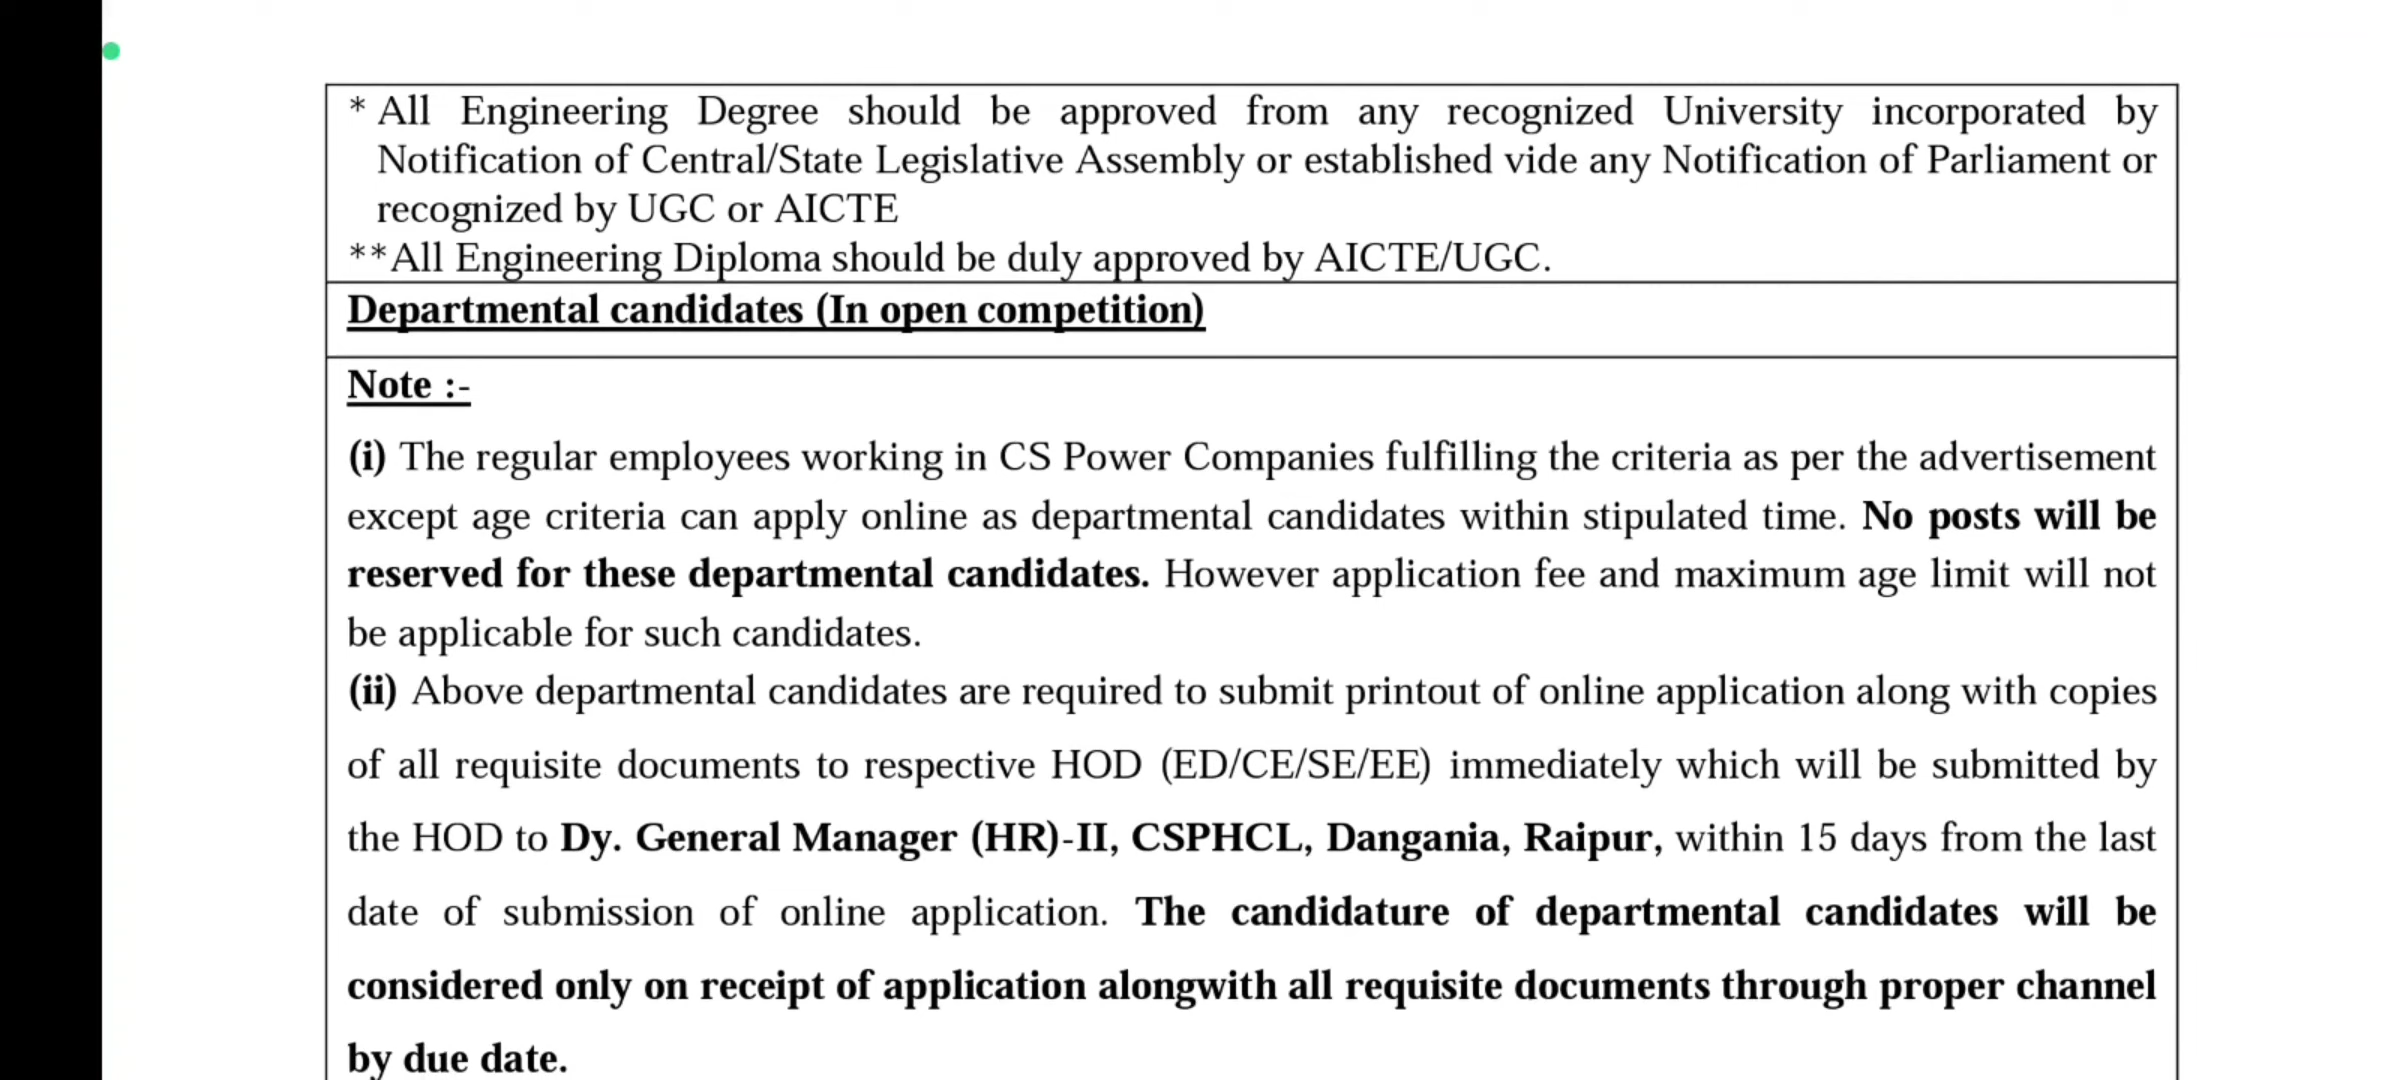 * All Engineering Degree should be approved from any recognized University incorporated by
Notification of Central/State Legislative Assembly or established vide any Notification of Parliament or
recognized by UGC or AICTE
**All Engineering Diploma should be duly approved by AICTE/UGC.
Departmental candidates (In open competition)
Note :-
(i) The regular employees working in CS Power Companies fulfilling the criteria as per the advertisement
except age criteria can apply online as departmental candidates within stipulated time. No posts will be
reserved for these departmental candidates. However application fee and maximum age limit will not
be applicable for such candidates.
(ii) Above departmental candidates are required to submit printout of online application along with copies
of all requisite documents to respective HOD (ED/CE/SE/EE) immediately which will be submitted by
the HOD to Dy. General Manager (HR)-II, CSPHCL, Dangania, Raipur, within 15 days from the last
date of submission of online application. The candidature of departmental candidates will be
considered only on receipt of application alongwith all requisite documents through proper channel
by due date.